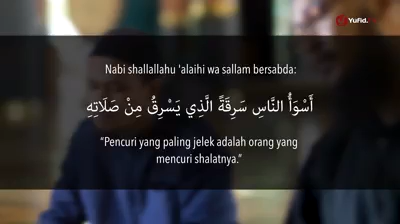 Yufid.
Nabi shallallahu 'alaihi wa sallam bersabda:
أَسْوَأُ النَّاسِ سَرِقَةً الَّذِي يَسْرِقُ مِنْ صَلَاتِهِ
“Pencuri yang paling jelek adalah orang yang
mencuri shalatnya.”